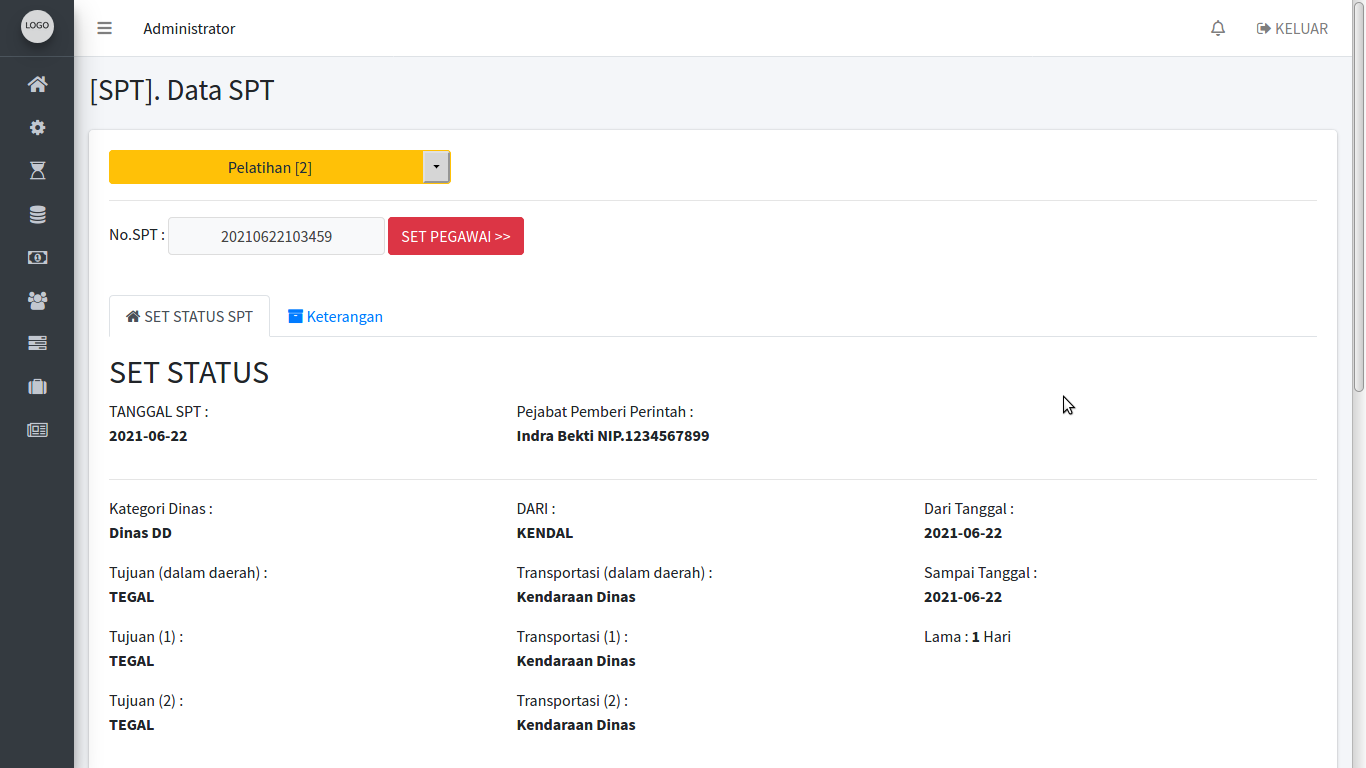 LOGO
Administrator
KELUAR
[SPT]. Data SPT
Pelatihan [2]
No.SPT : 20210622103459 SET PEGAWAI >>
SET STATUS SPT Keterangan
SET STATUS
TANGGAL SPT : Pejabat Pemberi Perintah :
2021-06-22 Indra Bekti NIP.1234567899
Kategori Dinas : DARI : Dari Tanggal :
Dinas DD KENDAL 2021-06-22
Tujuan (dalam daerah) : Transportasi (dalam daerah) : Sampai Tanggal :
TEGAL Kendaraan Dinas 2021-06-22
Tujuan (1) : Transportasi (1) : Lama : 1 Hari
TEGAL Kendaraan Dinas
Tujuan (2) : Transportasi (2) :
TEGAL Kendaraan Dinas